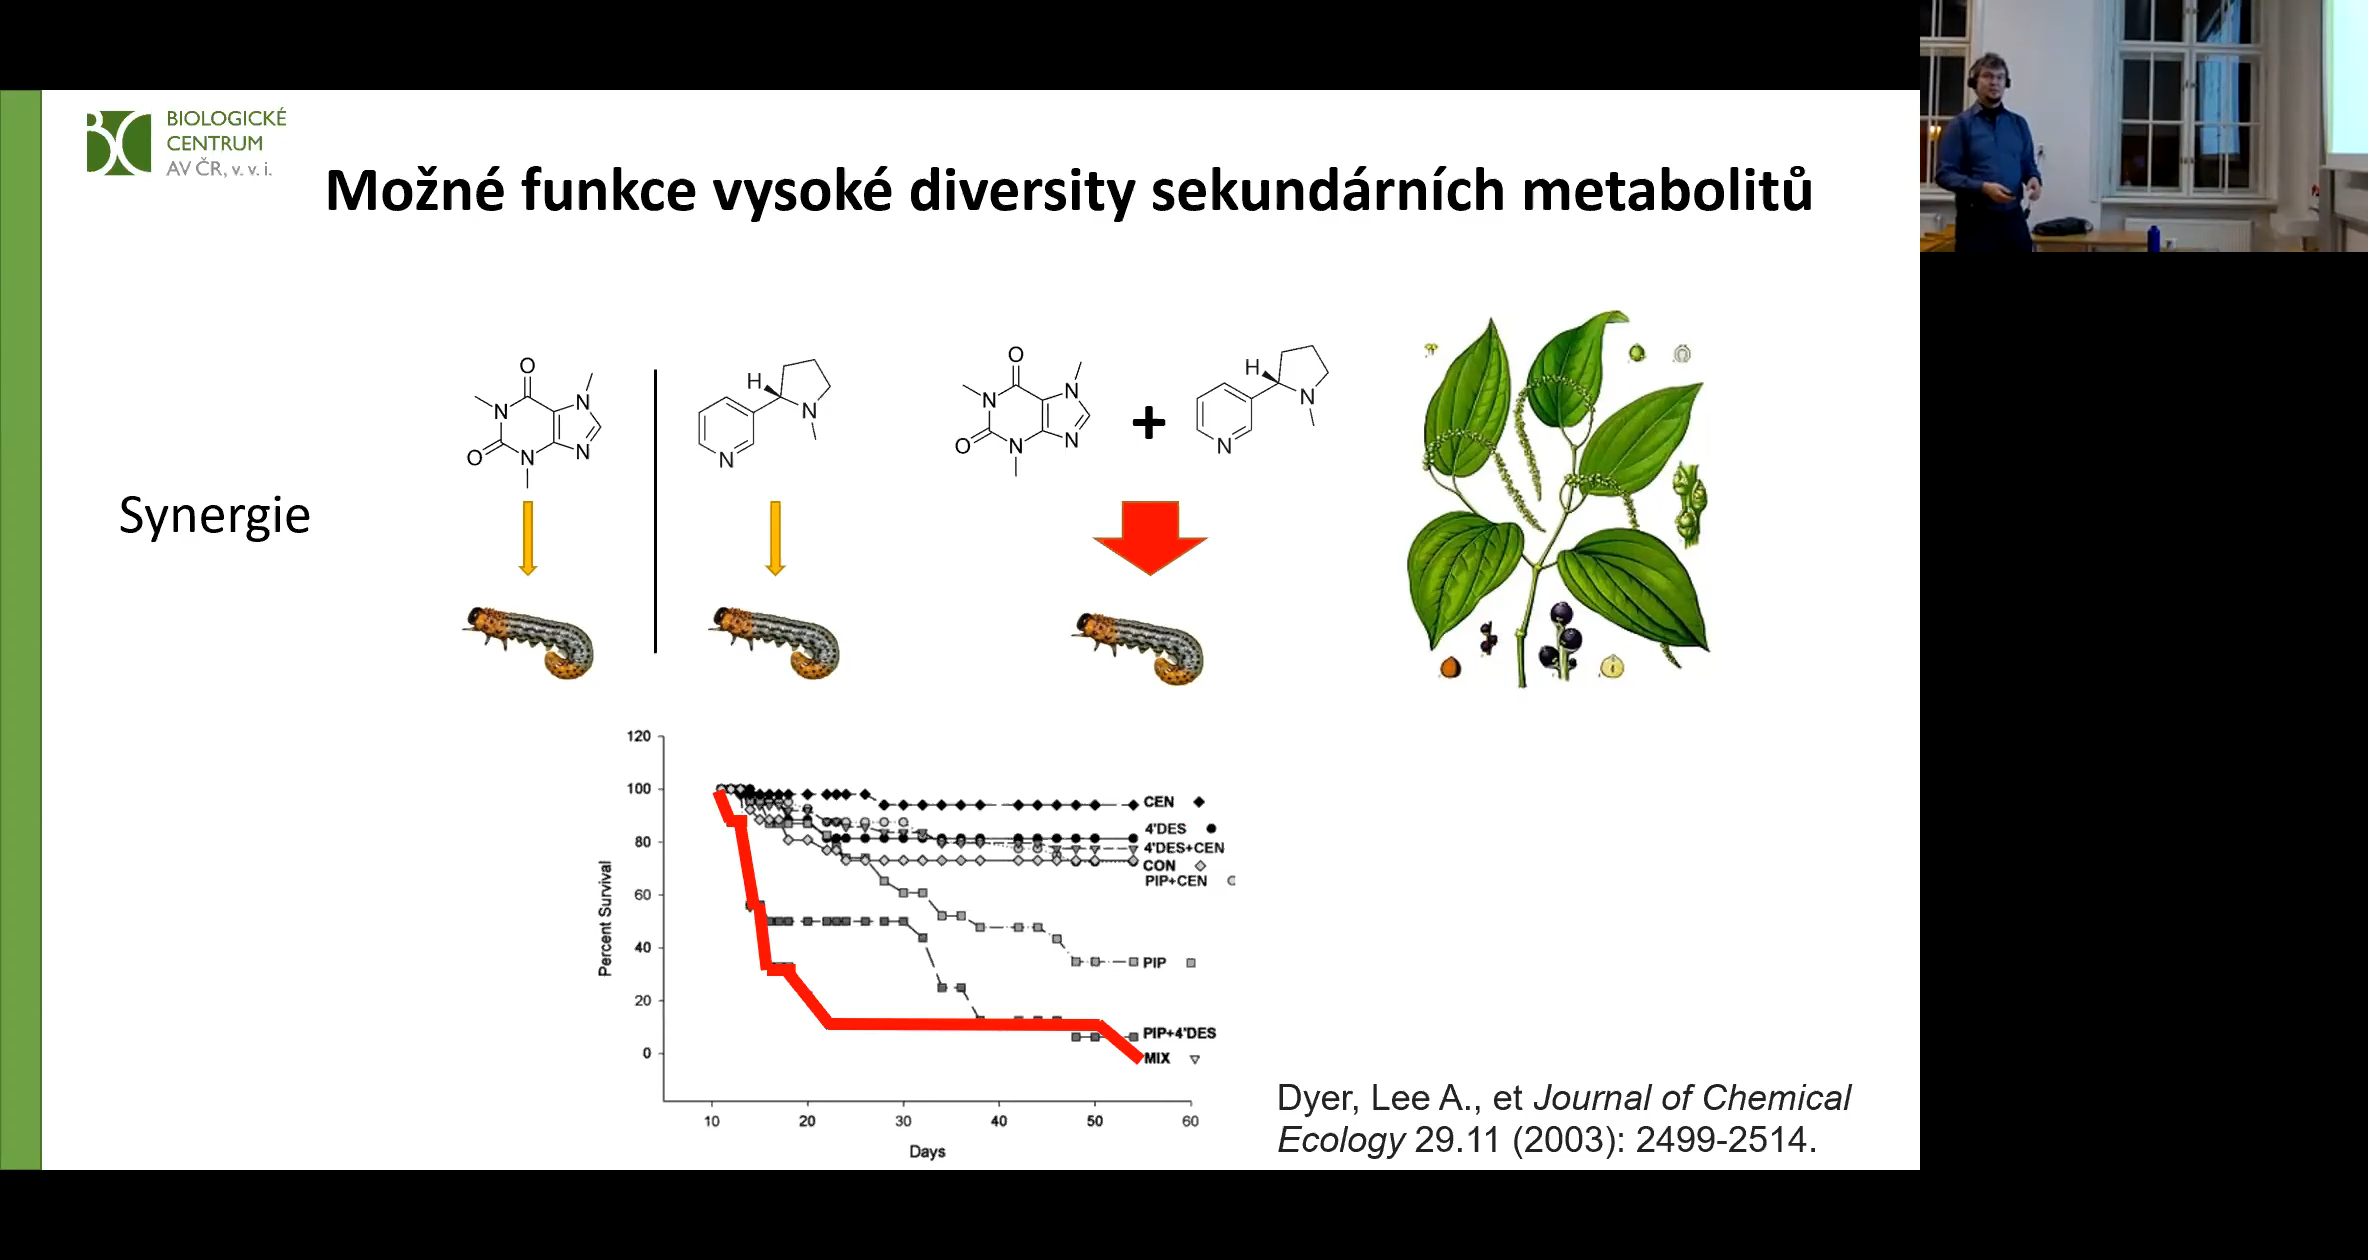 BIOLOGICKÉ
CENTRUM
AV ČR, v. v. i.
Možné funkce vysoké diversity sekundárních metabolitů
Synergie
O
N
N
O
N
N
H
N
N
O
N
N
O
N
N
+
H
N
N
120
100
80
60
40
20
0
Percent Survival
10 20 30 40 50 60
Days
CEN
4'DES
4'DES+CEN
CON
PIP+CEN
PIP
PIP+4'DES
MIX
Dyer, Lee A., et Journal of Chemical
Ecology 29.11 (2003): 2499-2514.